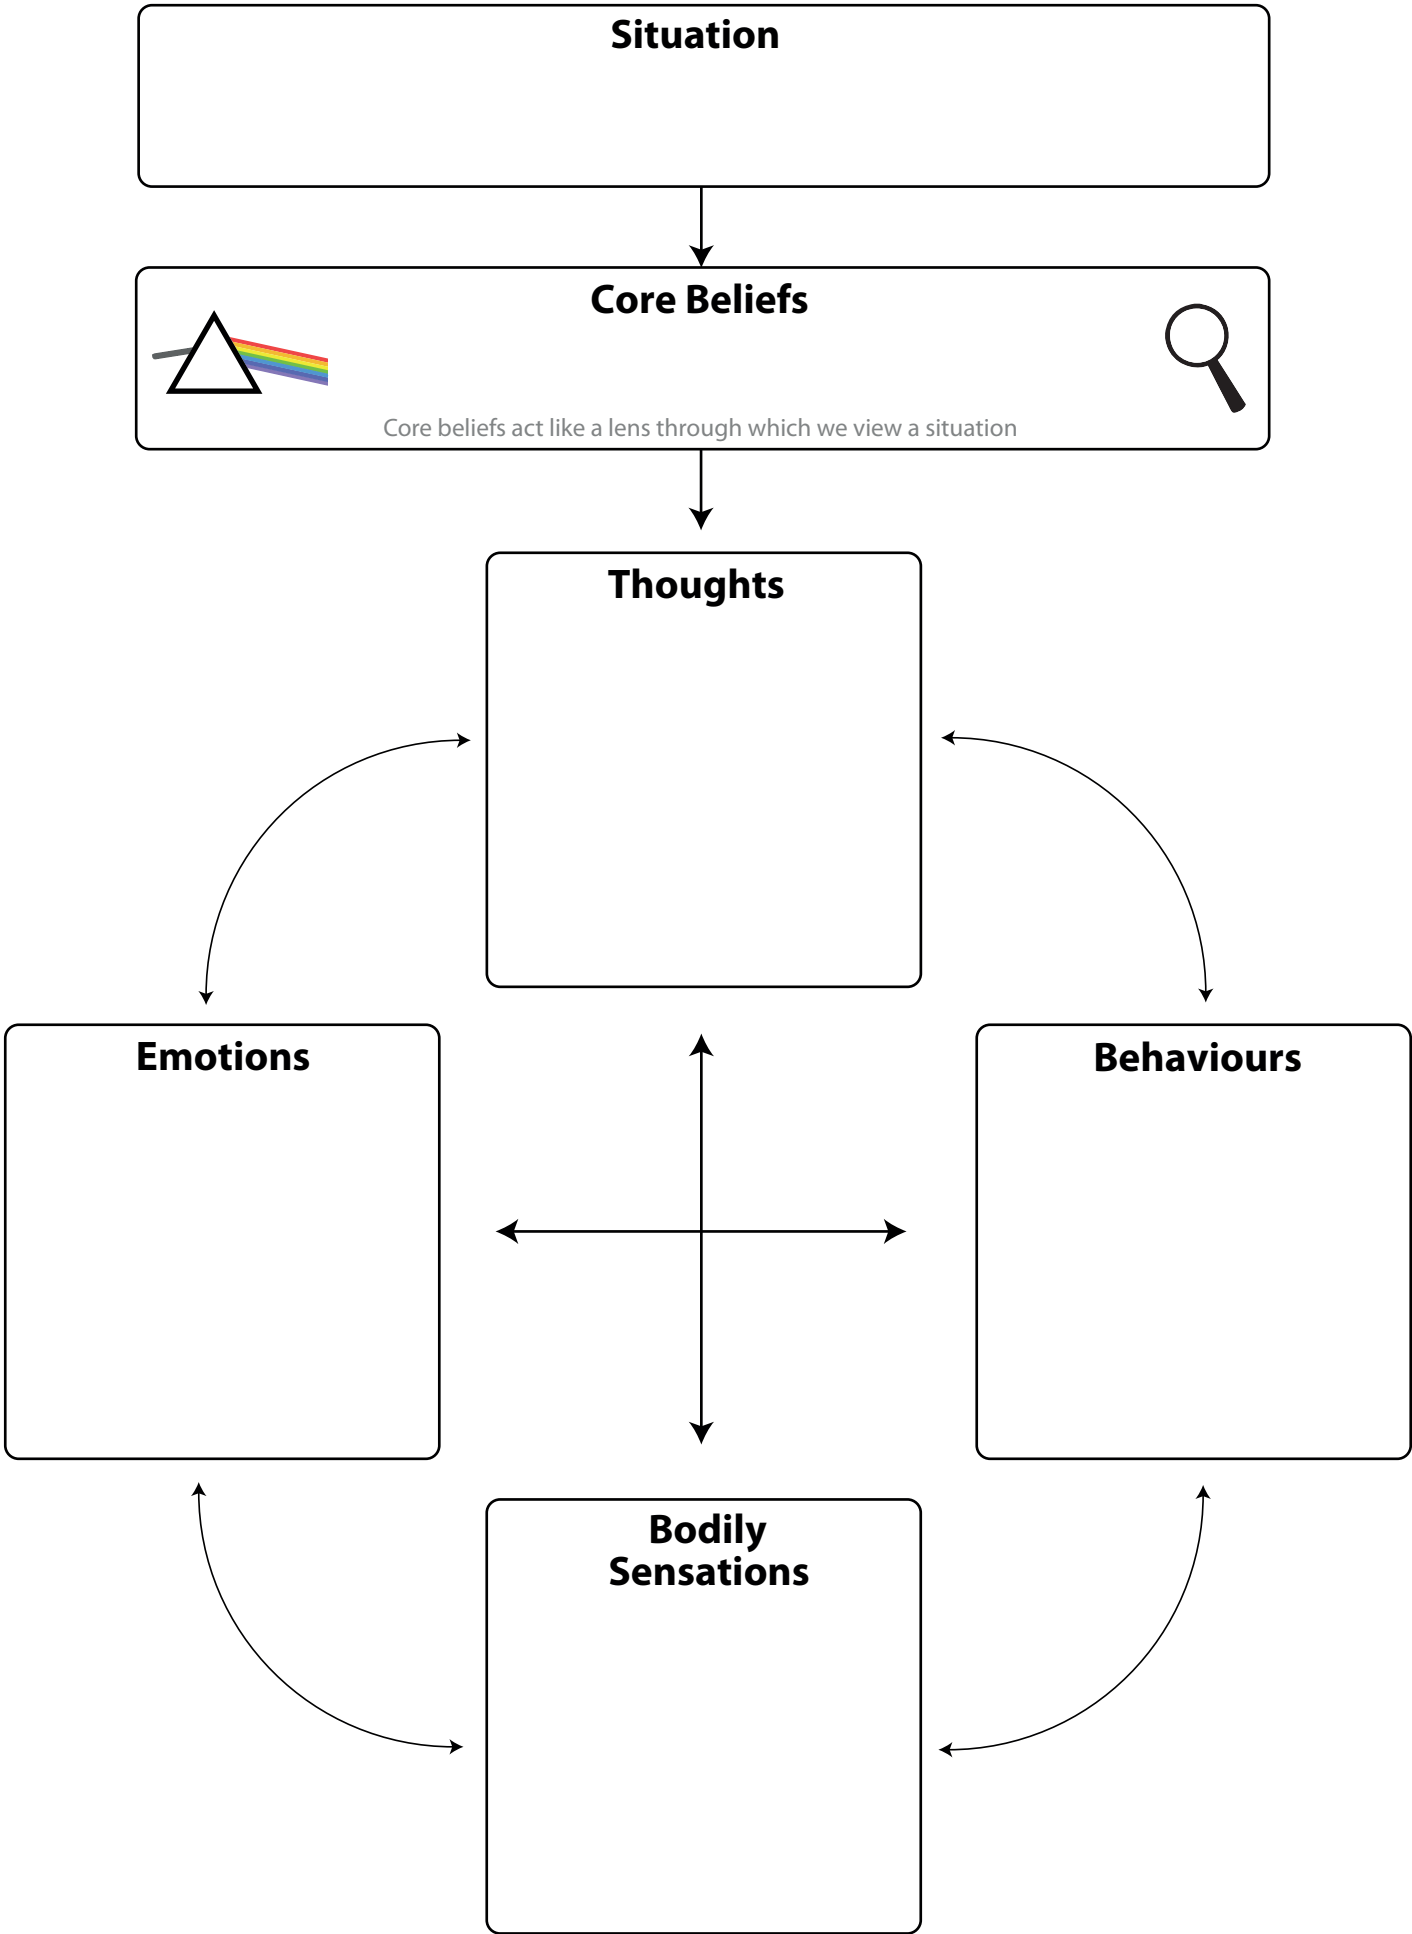 Situation
Core Beliefs
Core beliefs act like a lens through which we view a situation
Thoughts
Emotions
Behaviours
Bodily
Sensations